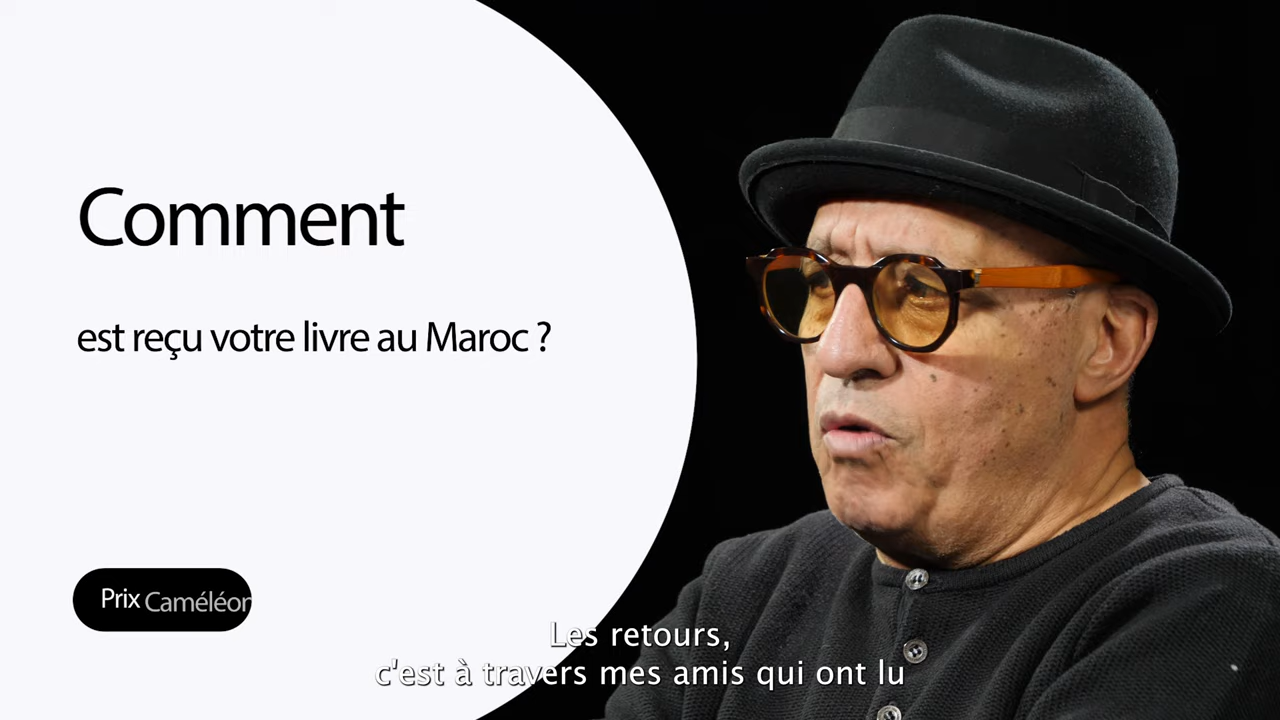 Comment
est reçu votre livre au Maroc ?
Prix Caméléon
Les retours,
c'est à travers mes amis qui ont lu